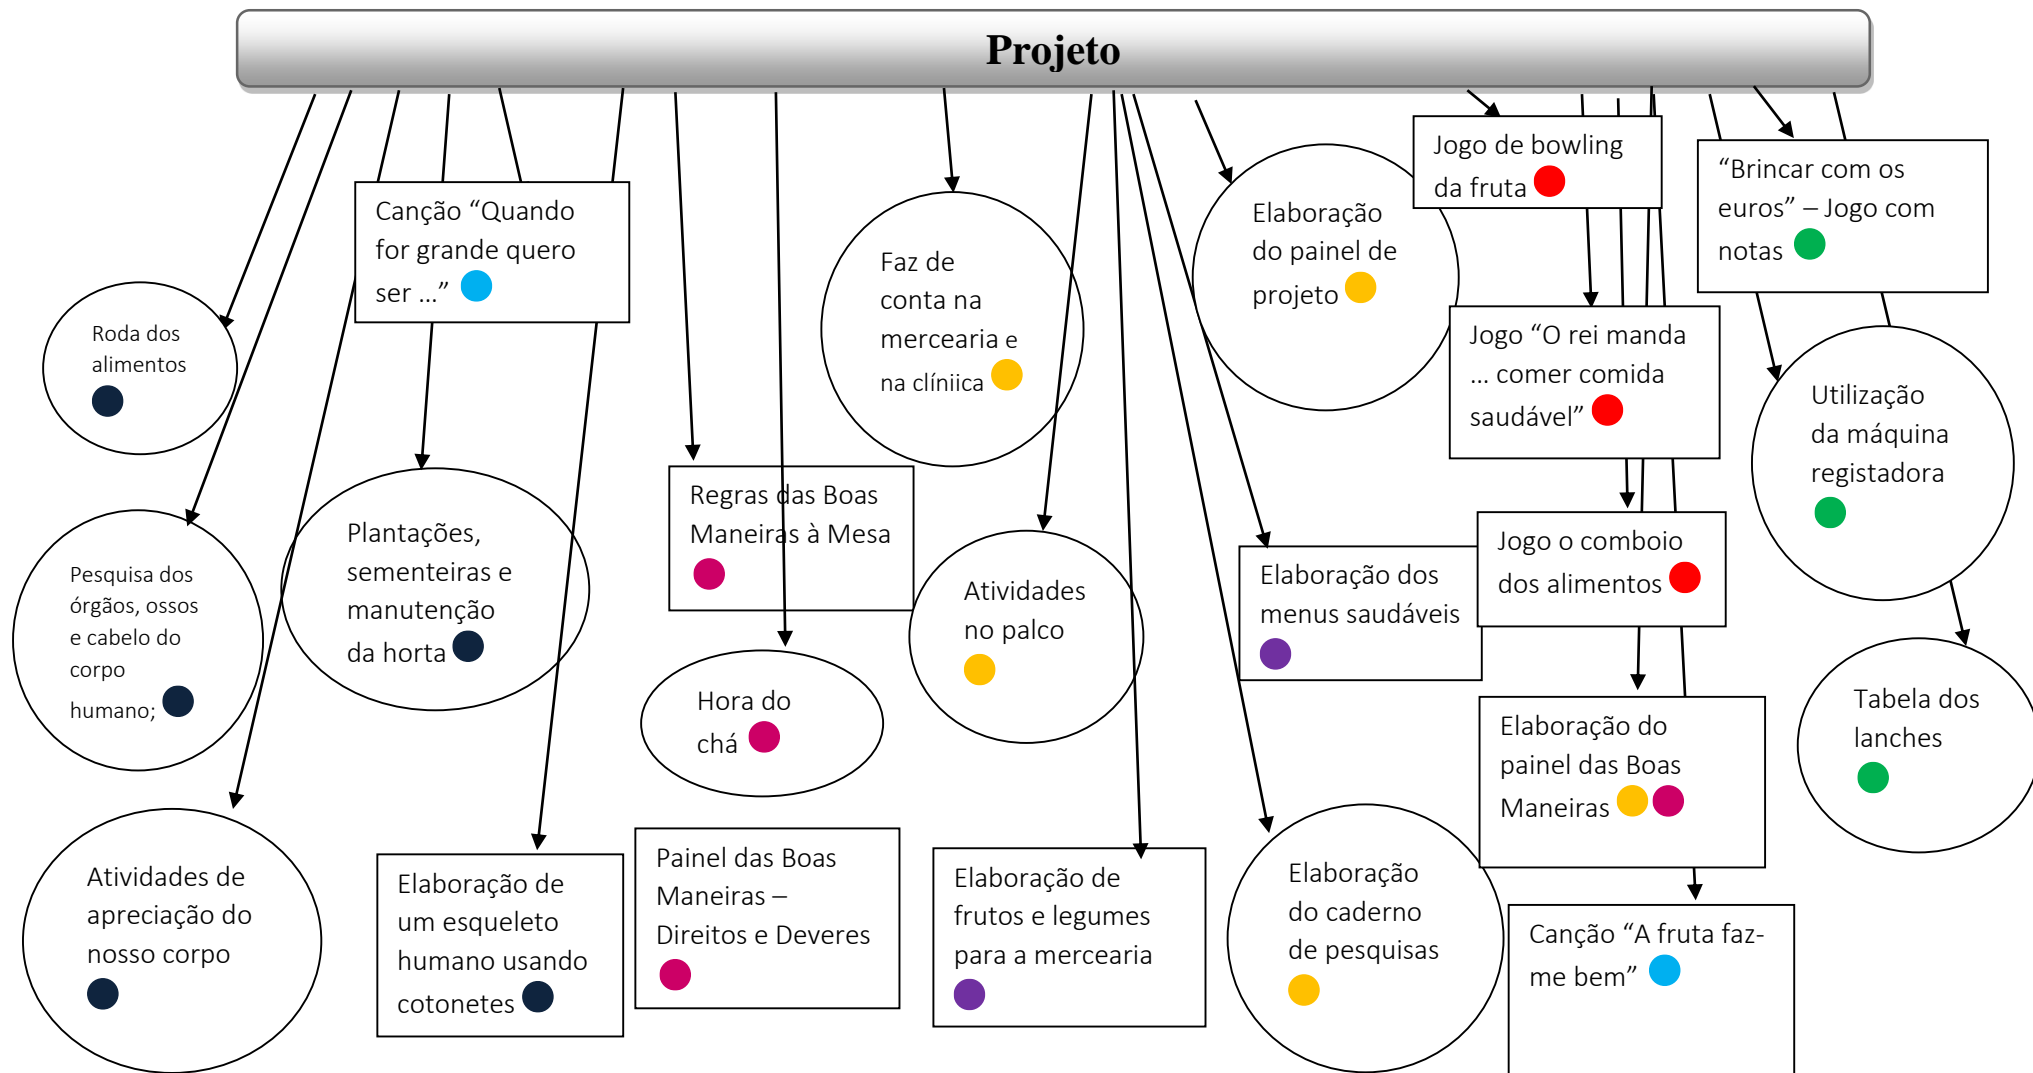 Projeto
Roda dos
alimentos
Pesquisa dos
órgãos, ossos
e cabelo do
corpo
humano;
Atividades de
apreciação do
nosso corpo
Canção “Quando
for grande quero
ser ...”
Plantações,
sementeiras e
manutenção
da horta
Elaboração de
um esqueleto
humano usando
cotonetes
Regras das Boas
Maneiras à Mesa
Hora do
chá
Painel das Boas
Maneiras –
Direitos e Deveres
Faz de
conta na
mercearia e
na clíniica
Atividades
no palco
Elaboração de
frutos e legumes
para a mercearia
Elaboração
do painel de
projeto
Elaboração dos
menus saudáveis
Elaboração
do caderno
de pesquisas
Jogo de bowling
da fruta
Jogo “O rei manda
... comer comida
saudável”
Jogo o comboio
dos alimentos
Elaboração do
painel das Boas
Maneiras
Canção “A fruta faz-
me bem”
“Brincar com os
euros” – Jogo com
notas
Utilização
da máquina
registadora
Tabela dos
lanches